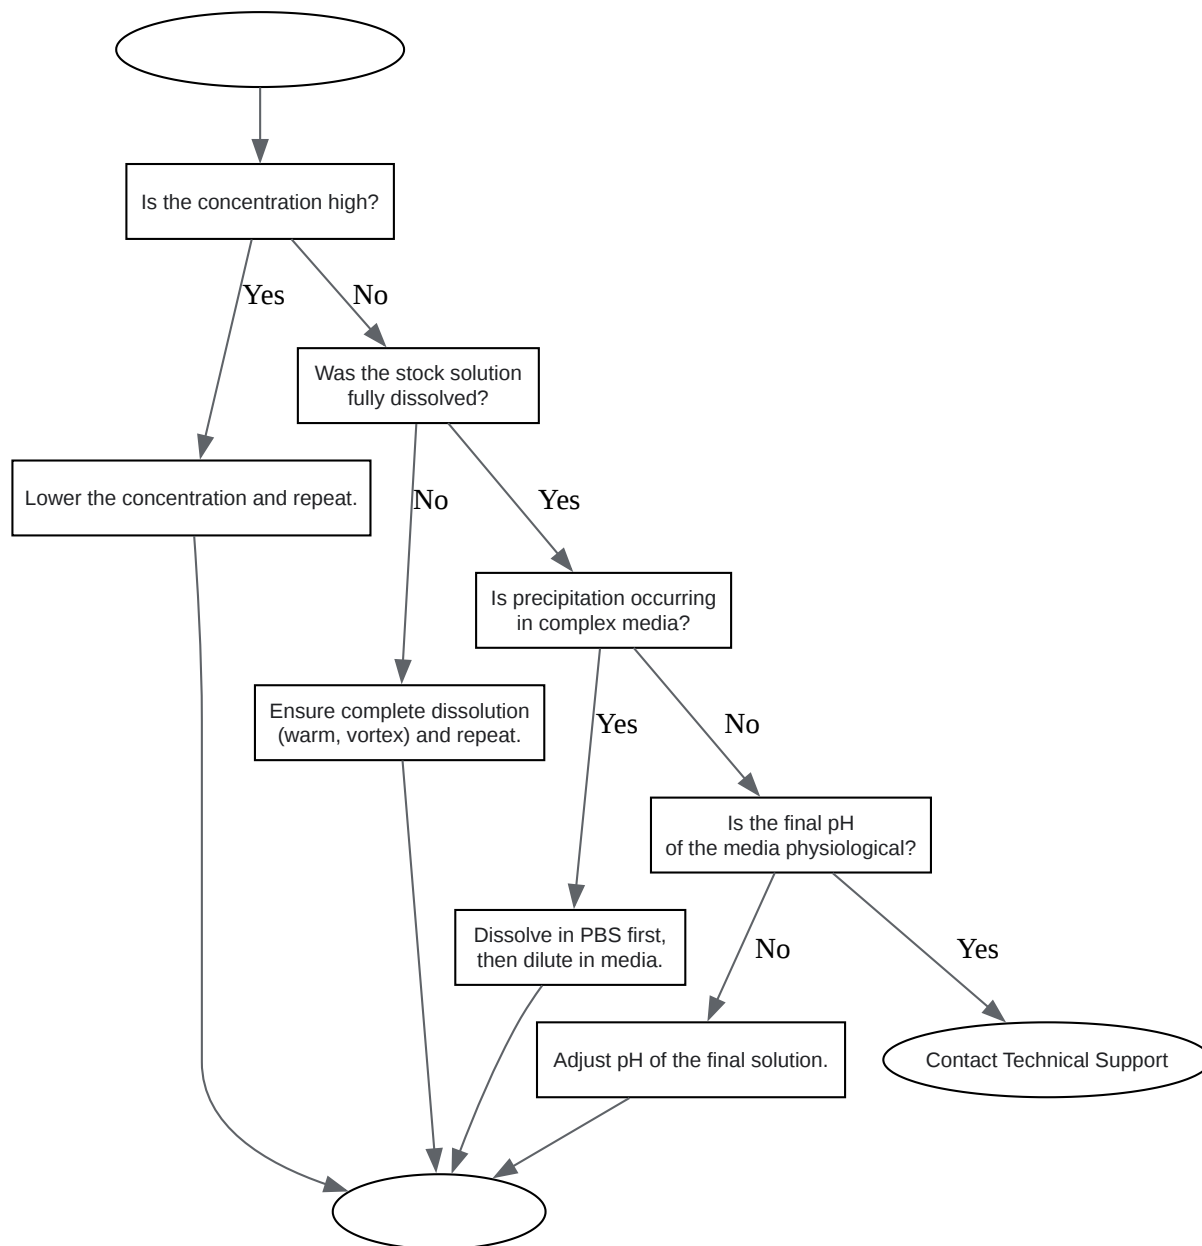 Is the concentration high?
Yes
No
Was the stock solution
fully dissolved?
Lower the concentration and repeat.
No
Yes
Is precipitation occurring
in complex media?
Ensure complete dissolution
(warm, vortex) and repeat.
Yes
No
Is the final pH
of the media physiological?
Dissolve in PBS first,
then dilute in media.
No
Yes
Adjust pH of the final solution.
Contact Technical Support